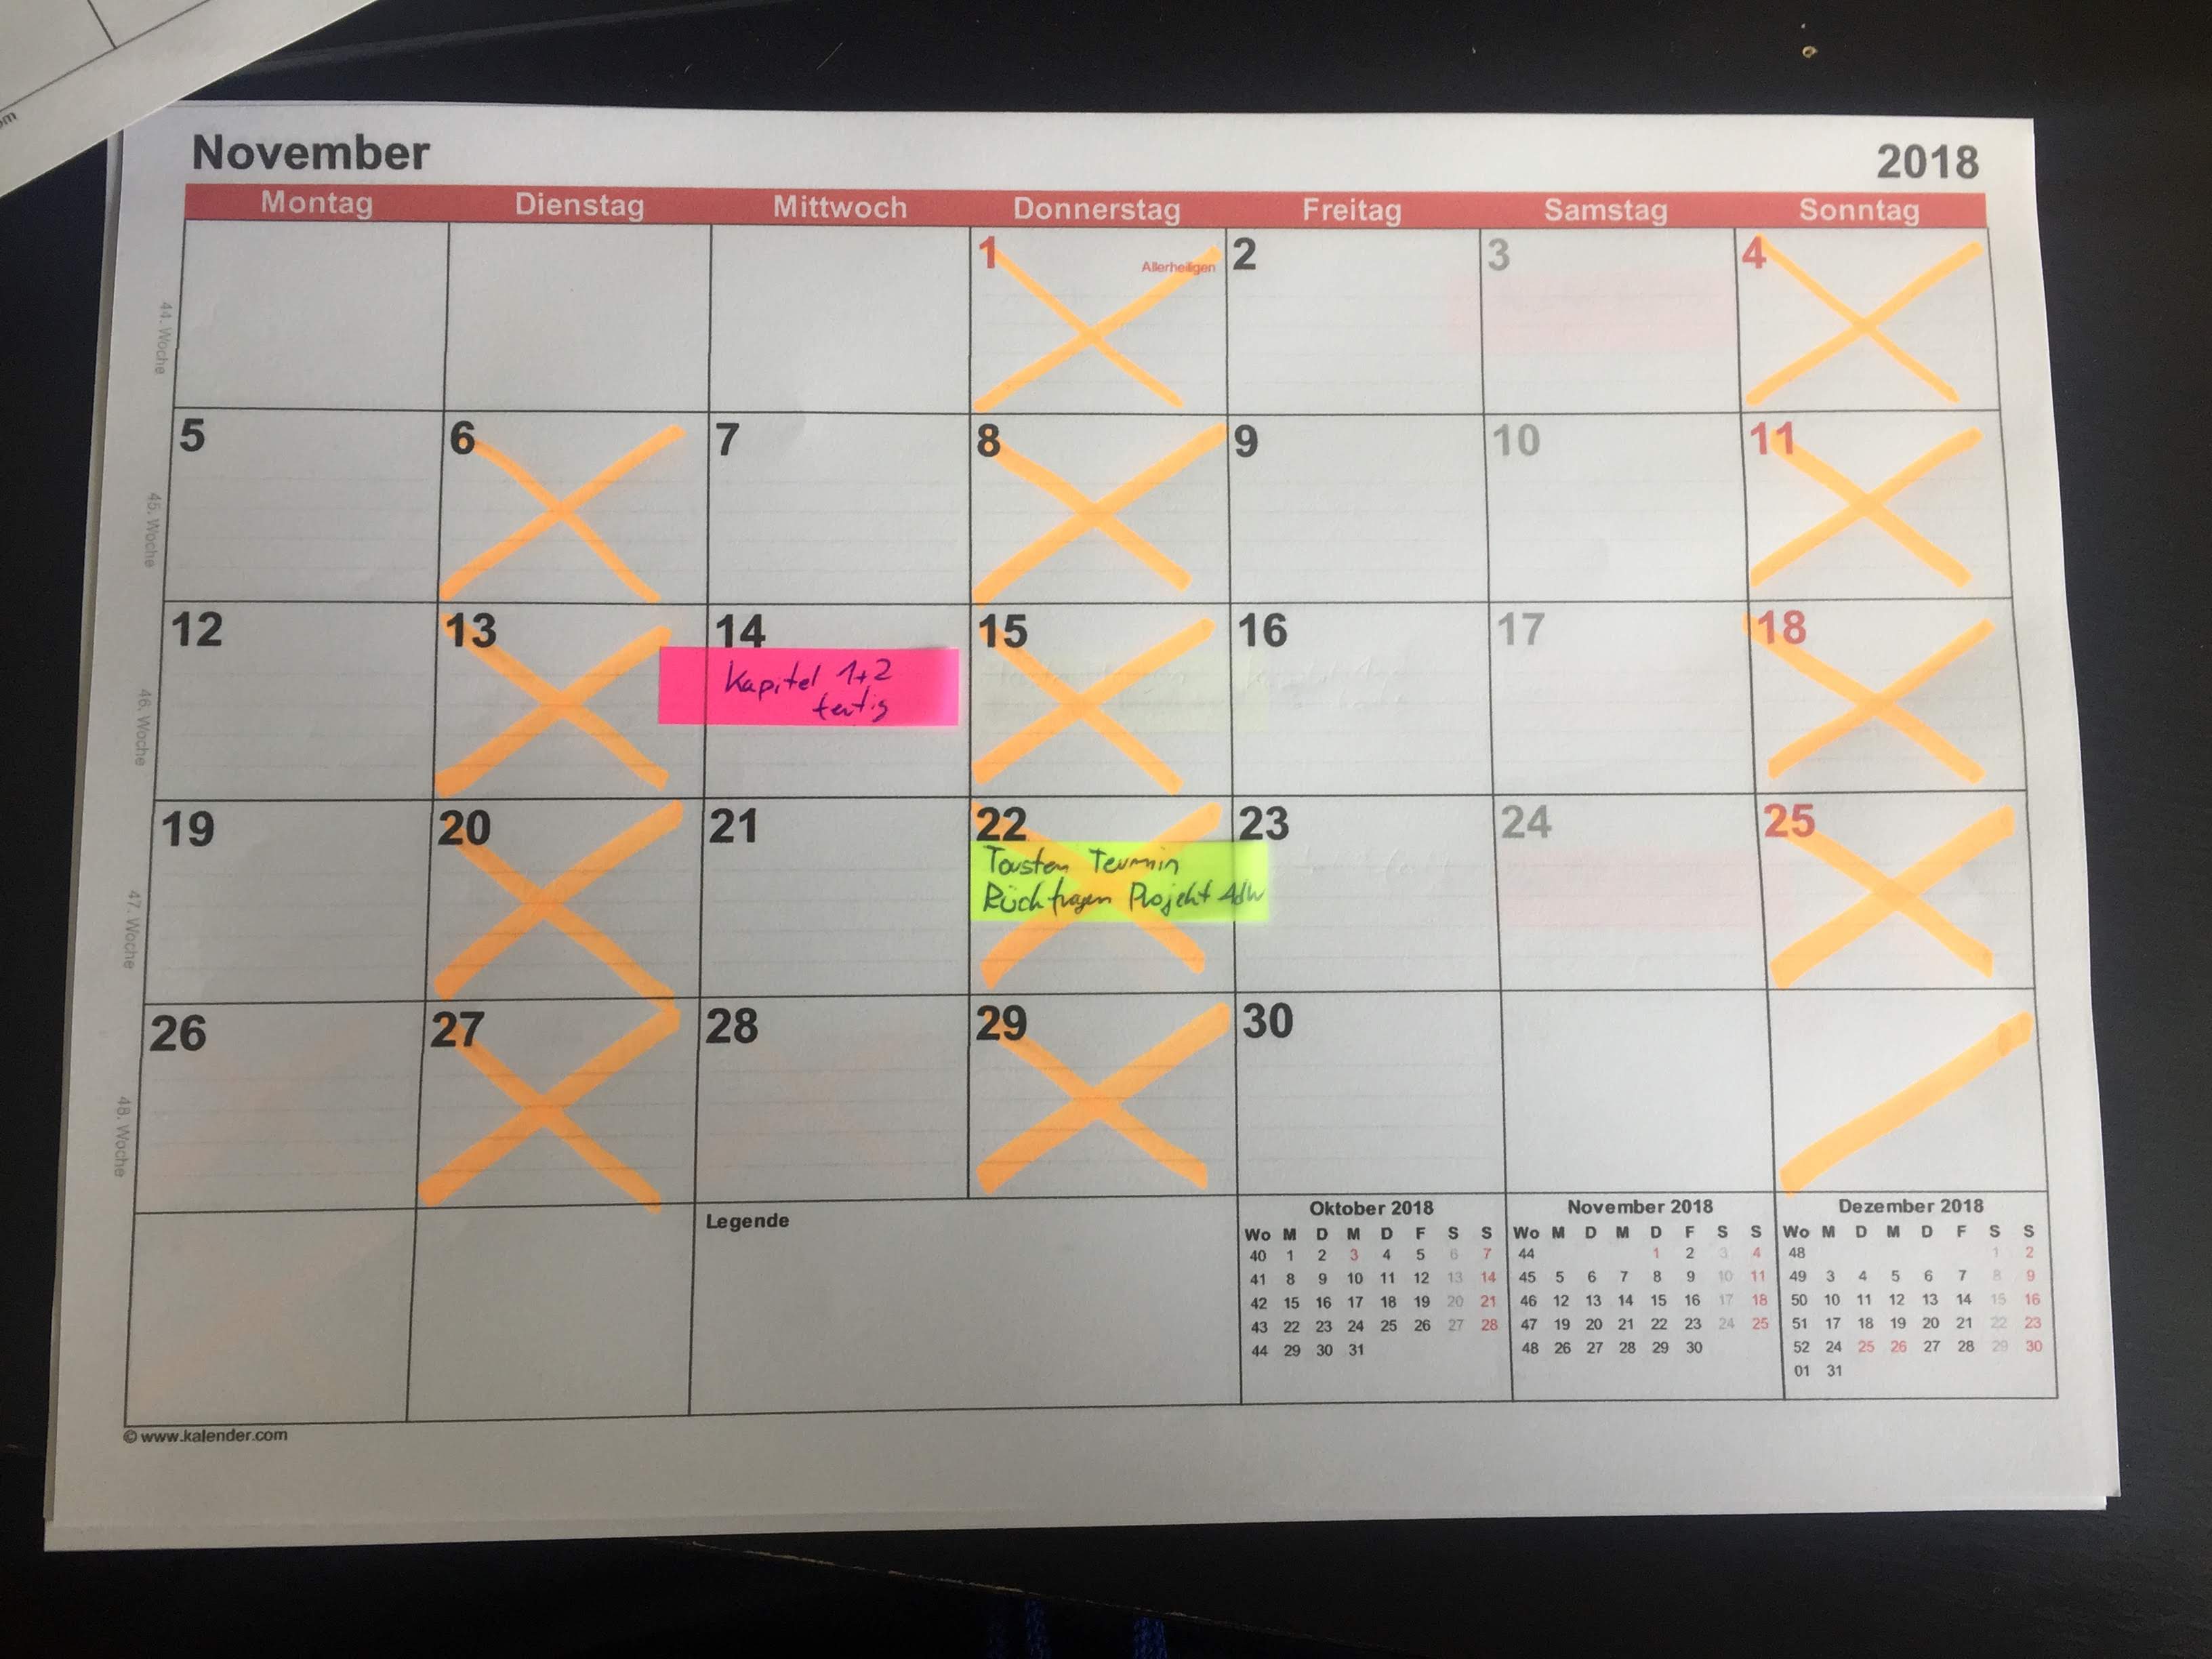 om
November 2018
Montag Dienstag Mittwoch Donnerstag Freitag Samstag Sonntag
44. Woche
1 Allerheiligen 2 3 4
45. Woche
5 6 7 8 9 10 11
46. Woche
12 13 14 15 16 17 18
Kapitel 1+2
fertig
47. Woche
19 20 21 22 23 24 25
Torsten Termin
Rückfragen Projekt AdW
48. Woche
26 27 28 29 30
Legende
Oktober 2018
Wo M D M D F S S
40 1 2 3 4 5 6 7
41 8 9 10 11 12 13 14
42 15 16 17 18 19 20 21
43 22 23 24 25 26 27 28
44 29 30 31
November 2018
Wo M D M D F S S
44 1 2 3 4
45 5 6 7 8 9 10 11
46 12 13 14 15 16 17 18
47 19 20 21 22 23 24 25
48 26 27 28 29 30
Dezember 2018
Wo M D M D F S S
48 1 2
49 3 4 5 6 7 8 9
50 10 11 12 13 14 15 16
51 17 18 19 20 21 22 23
52 24 25 26 27 28 29 30
01 31
© www.kalender.com